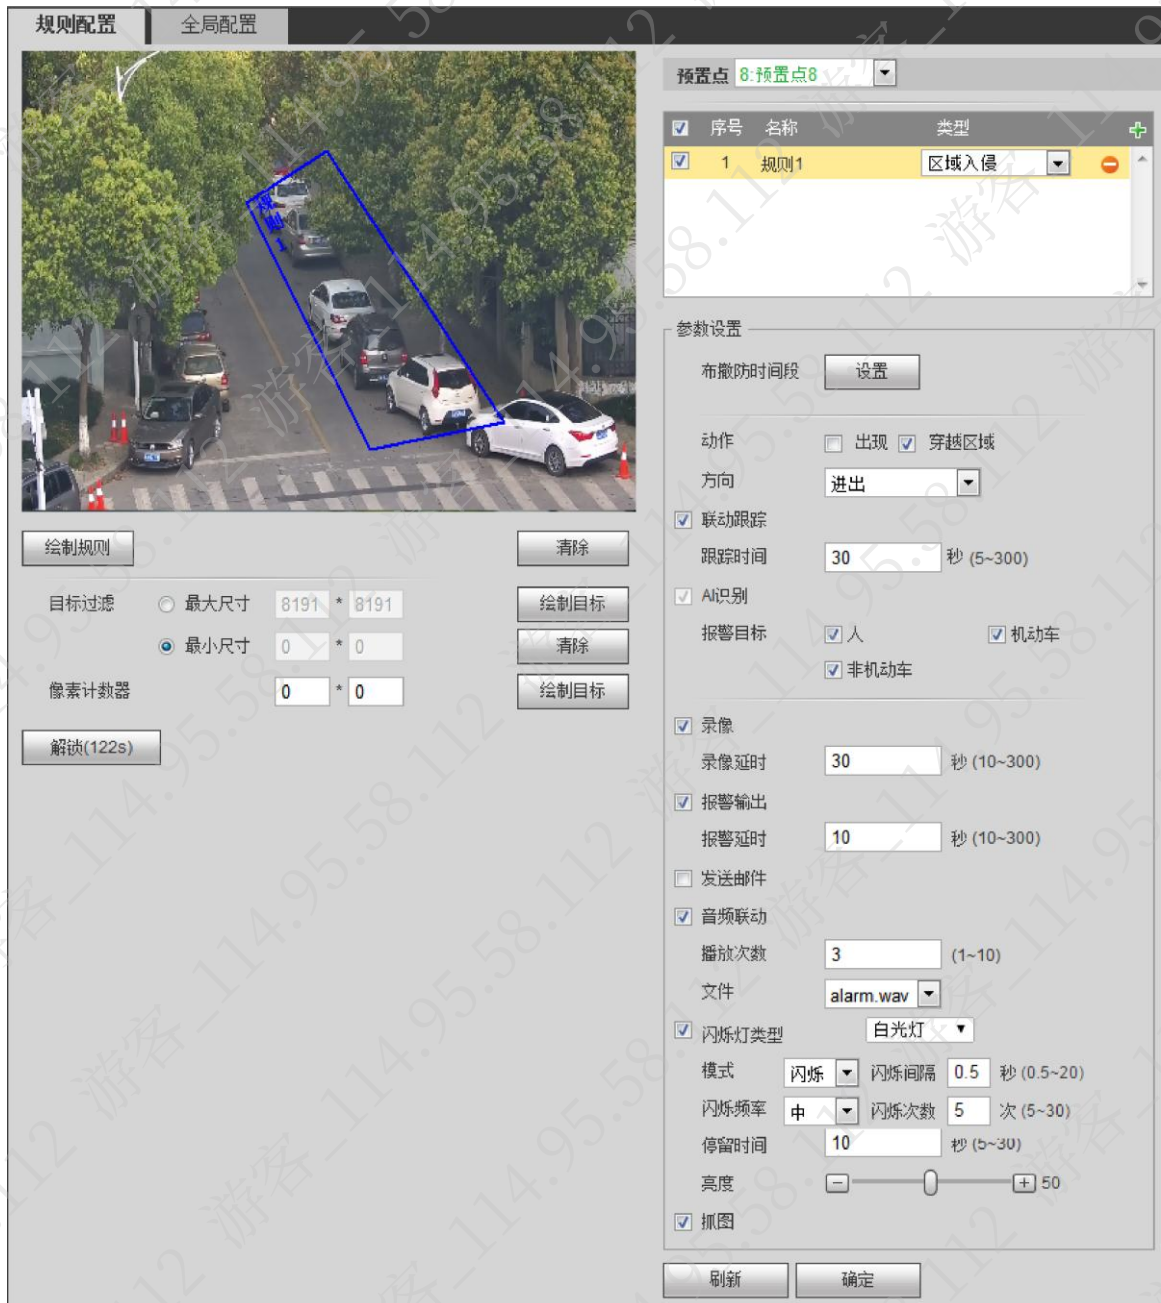 规则配置 全局配置
预置点 8:预置点8
序号 名称 类型
1 规则1 区域入侵
规则1
参数设置
布撤防时间段 设置
动作 出现 穿越区域
方向 进出
联动跟踪
跟踪时间 30 秒 (5~300)
AI识别
报警目标 人 机动车
非机动车
录像
录像延时 30 秒 (10~300)
报警输出
报警延时 10 秒 (10~300)
发送邮件
音频联动
播放次数 3 (1~10)
文件 alarm.wav
闪烁灯类型 白光灯
模式 闪烁 闪烁间隔 0.5 秒 (0.5~20)
闪烁频率 中 闪烁次数 5 次 (5~30)
停留时间 10 秒 (5~30)
亮度 50
抓图
刷新 确定
绘制规则 清除
目标过滤 最大尺寸 8191 * 8191 绘制目标
最小尺寸 0 * 0 清除
像素计数器 0 * 0 绘制目标
解锁(122s)
游客_114.95.58.112